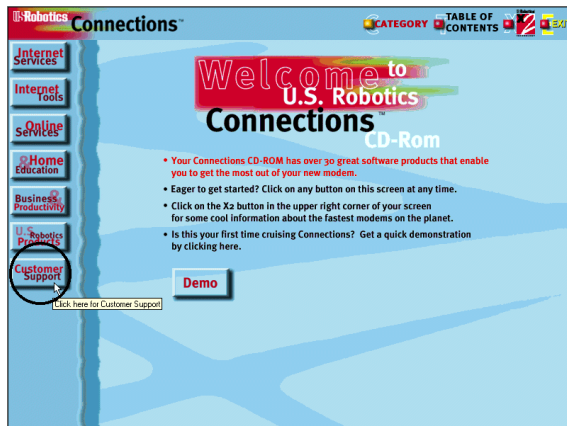 U.S. Robotics Connections™
CATEGORY
TABLE OF
CONTENTS
EXIT
Internet
Services
Internet
Tools
Online
Services
& Home
Education
Business &
Productivity
U.S. Robotics
Products
Customer
Support
Click here for Customer Support
Welcome to
U.S. Robotics
Connections™
CD-Rom
• Your Connections CD-ROM has over 30 great software products that enable
you to get the most out of your new modem.
• Eager to get started? Click on any button on this screen at any time.
• Click on the X2 button in the upper right corner of your screen
for some cool information about the fastest modems on the planet.
• Is this your first time cruising Connections? Get a quick demonstration
by clicking here.
Demo